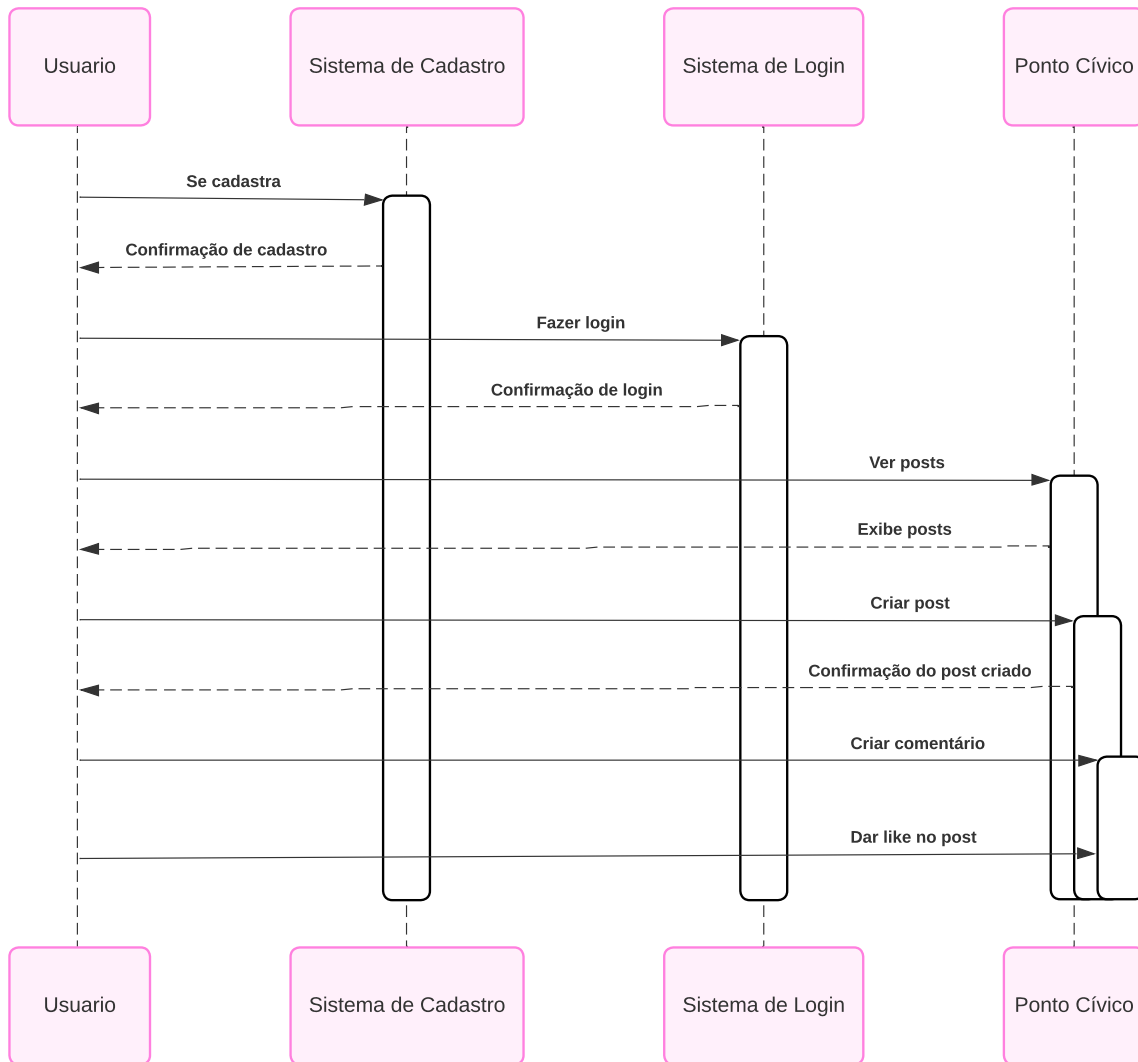 Usuario
Sistema de Cadastro
Sistema de Login
Ponto Cívico
Se cadastra
Confirmação de cadastro
Fazer login
Confirmação de login
Ver posts
Exibe posts
Criar post
Confirmação do post criado
Criar comentário
Dar like no post
Usuario
Sistema de Cadastro
Sistema de Login
Ponto Cívico